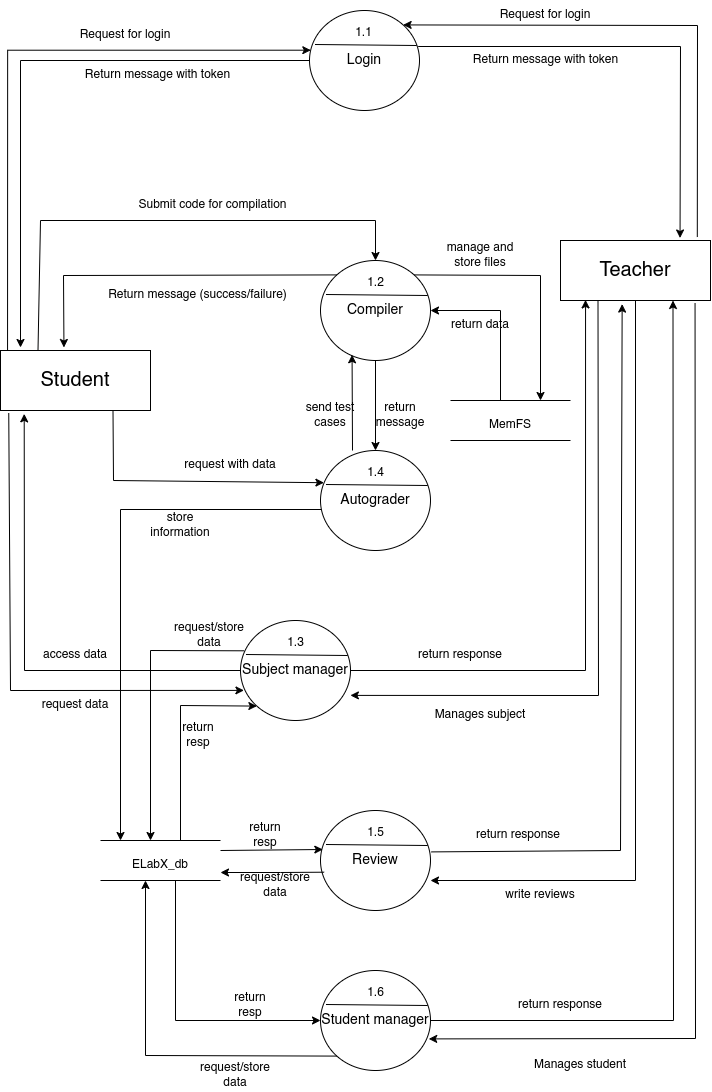 Request for login
1.1
Login
Request for login
Return message with token
Return message with token
Submit code for compilation
manage and
store files
Teacher
1.2
Compiler
Return message (success/failure)
return data
Student
send test
cases
return
message
MemFS
request with data
1.4
Autograder
store
information
request/store
data
1.3
Subject manager
access data
return response
request data
Manages subject
return
resp
ELabX_db
return
resp
1.5
Review
return response
request/store
data
write reviews
return
resp
1.6
Student manager
return response
request/store
data
Manages student